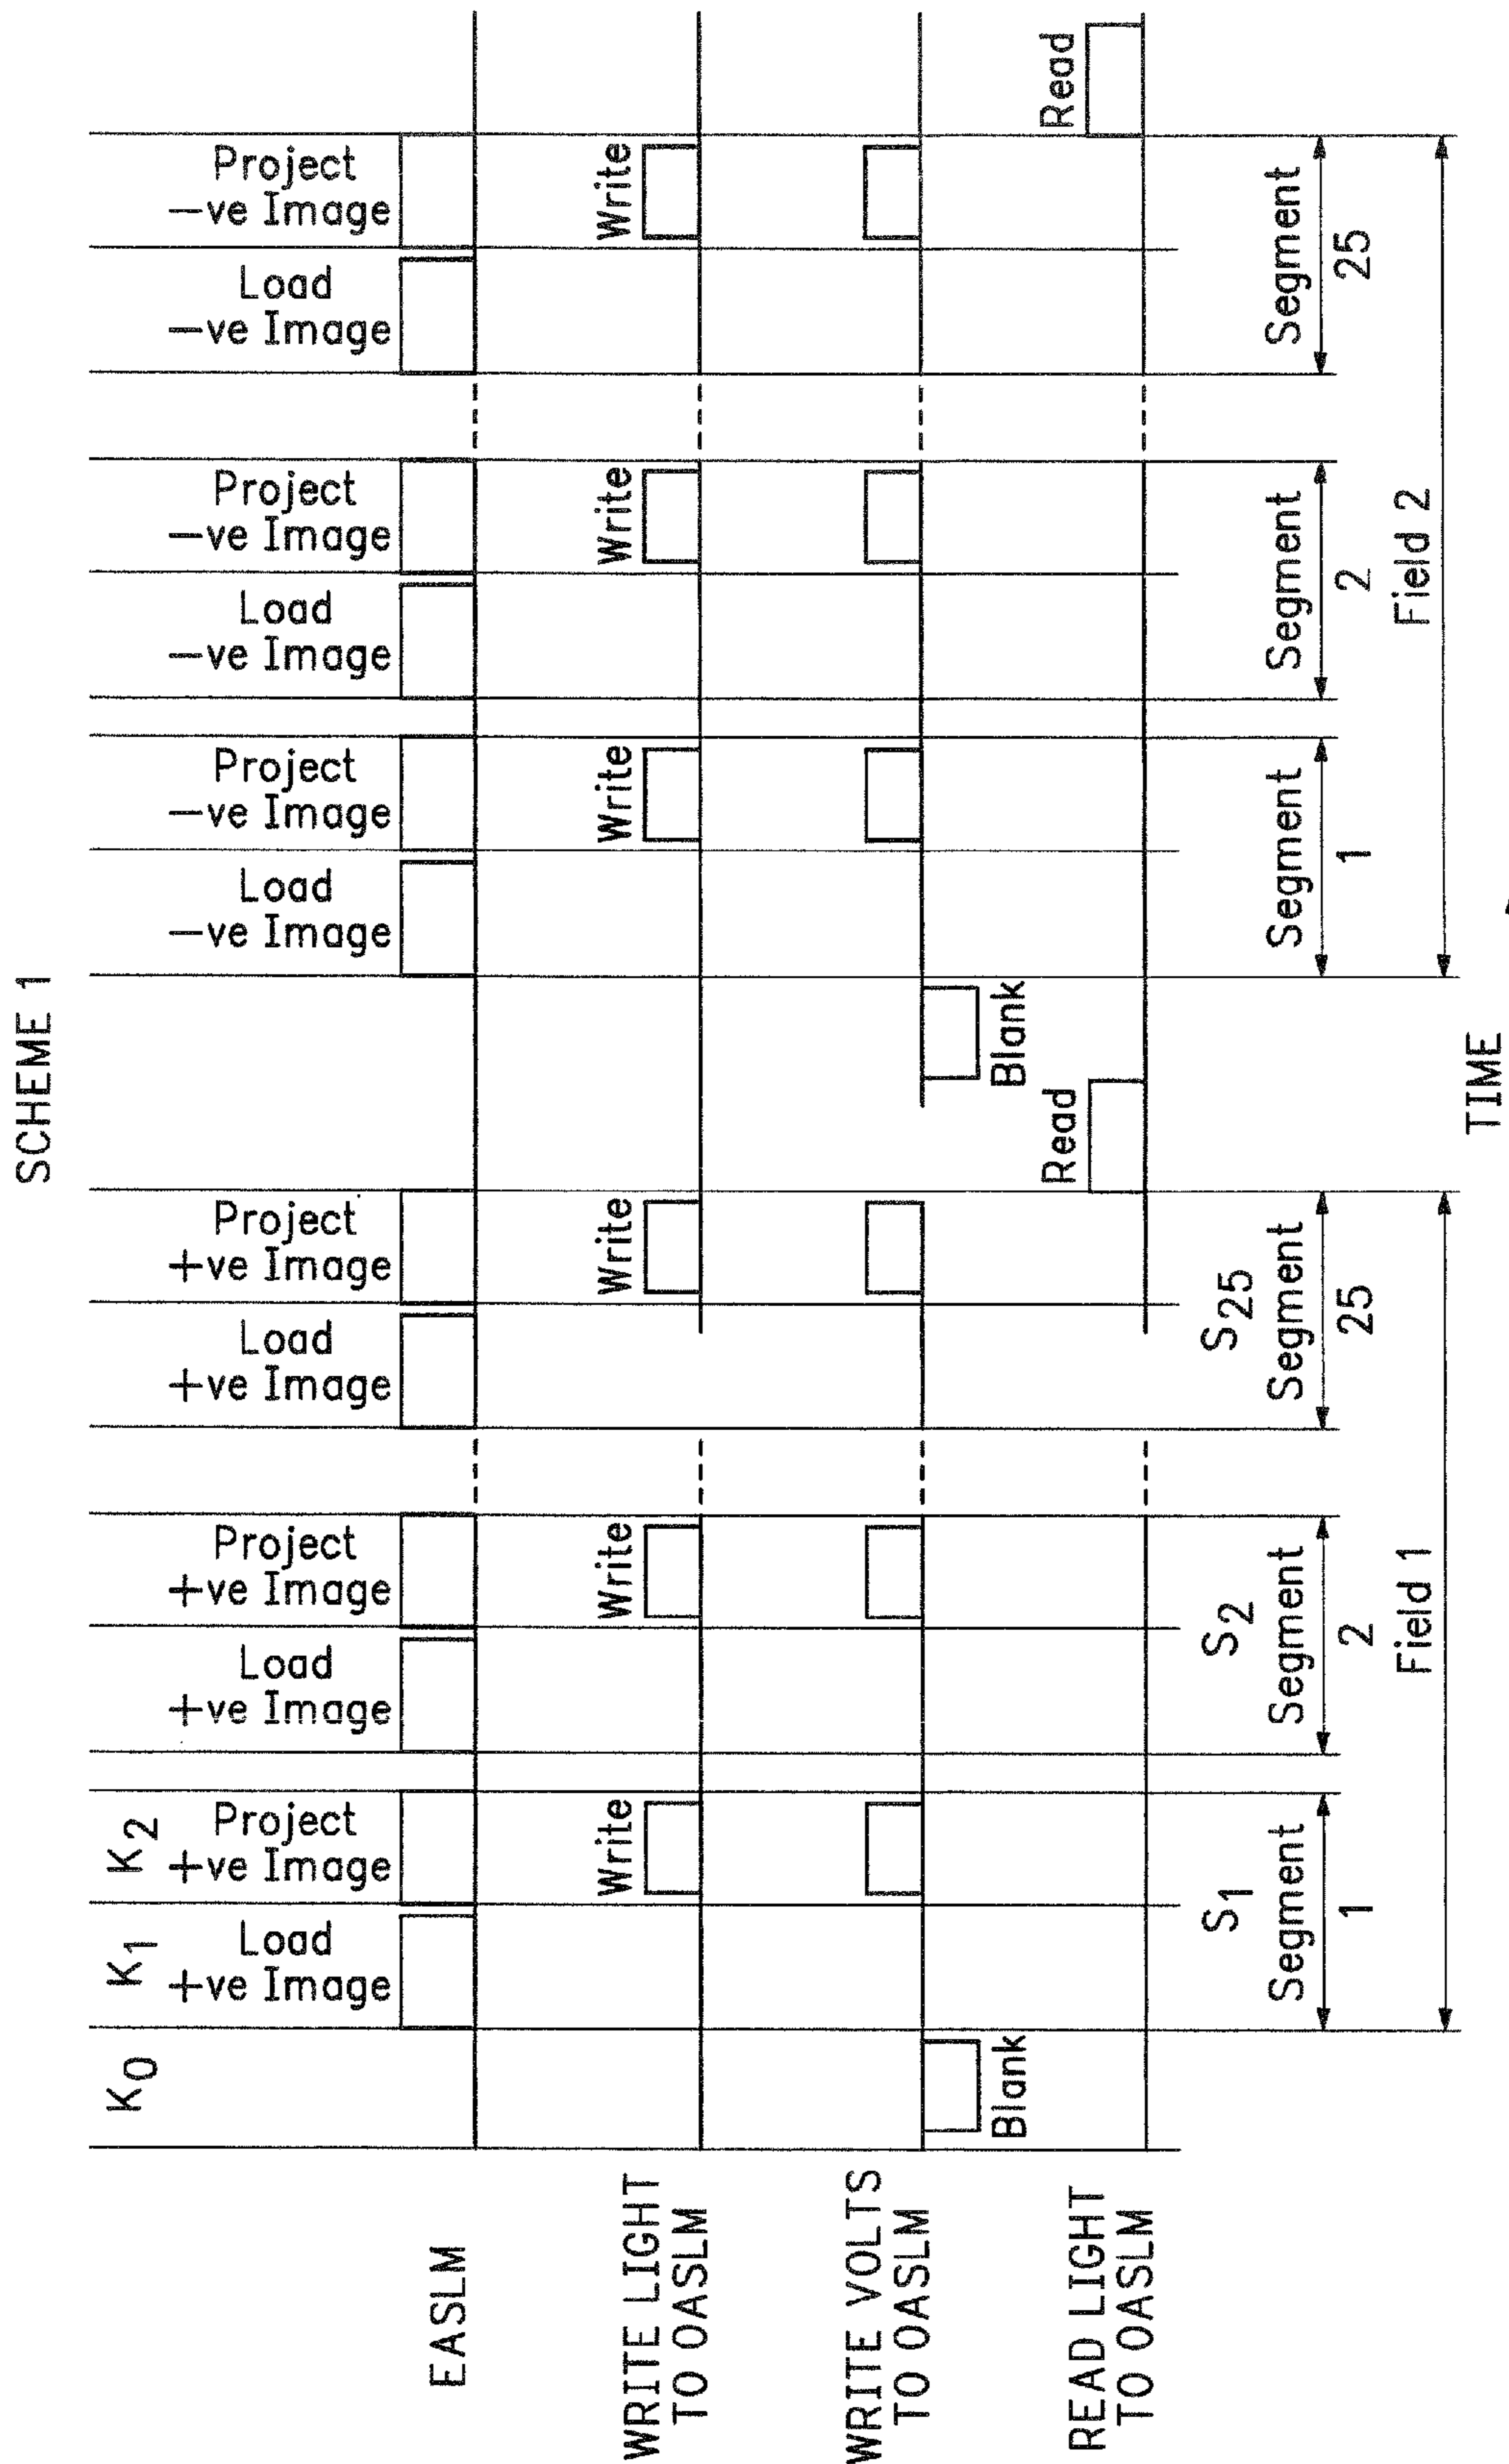 SCHEME 1
K0
K1
Load
+ve Image
K2
Project
+ve Image
Load
+ve Image
Project
+ve Image
Load
+ve Image
Project
+ve Image
Load
−ve Image
Project
−ve Image
Load
−ve Image
Project
−ve Image
Load
−ve Image
Project
−ve Image
EASLM
WRITE LIGHT
TO OASLM
Write
Write
Write
Write
Write
Write
WRITE VOLTS
TO OASLM
Blank
Blank
READ LIGHT
TO OASLM
Read
Read
S1
Segment
1
S2
Segment
2
S25
Segment
25
Segment
1
Segment
2
Segment
25
Field 1
Field 2
TIME